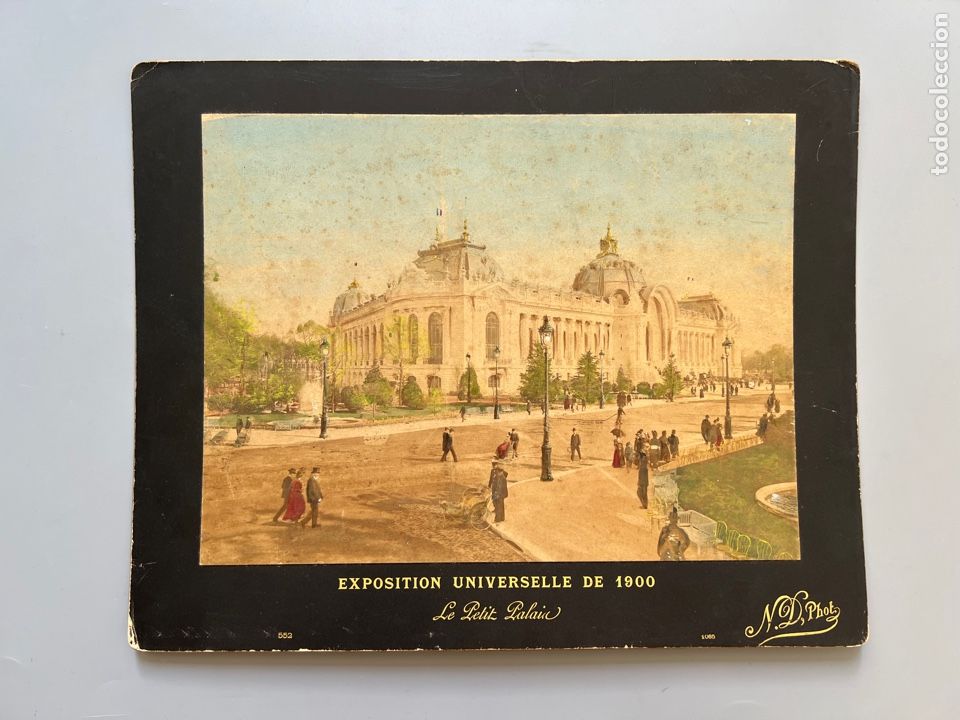 todocoleccion
EXPOSITION UNIVERSELLE DE 1900
Le Petit Palais
552
1085
N.D, Phot.